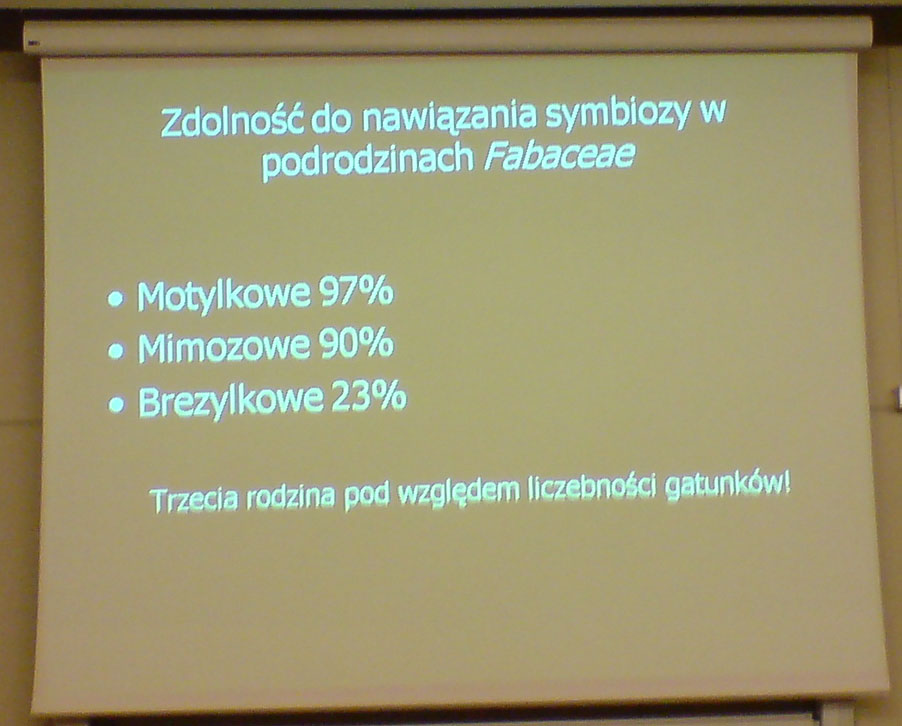 Zdolność do nawiązania symbiozy w
podrodzinach Fabaceae
• Motylkowe 97%
• Mimozowe 90%
• Brezylkowe 23%
Trzecia rodzina pod względem liczebności gatunków!